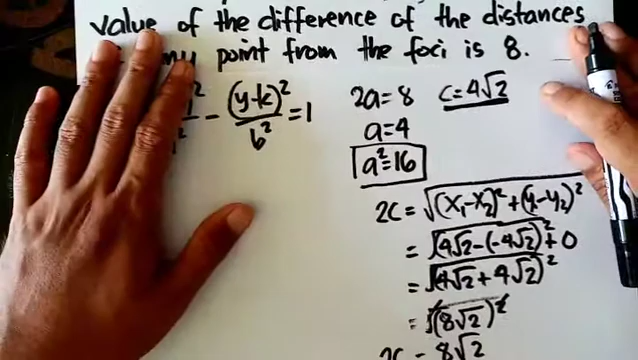 value of the difference of the distances
any point from the foci is 8.
- (y-k)²/b² = 1
2a = 8 c = 4√2
a = 4
a² = 16
2c = √(x₁-x₂)² + (y₁-y₂)²
= √(4√2-(-4√2))² + 0
= √(4√2 + 4√2)²
= √(8√2)²
2c = 8√2